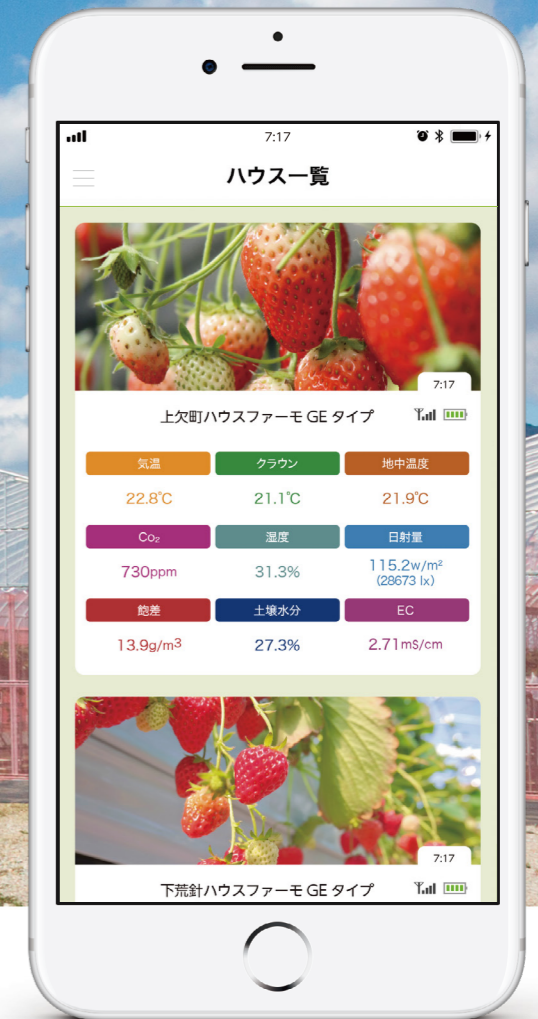 7:17
ハウス一覧
7:17
上欠町ハウスファーモ GE タイプ
気温 クラウン 地中温度
22.8℃ 21.1℃ 21.9℃
Co₂ 湿度 日射量
730ppm 31.3% 115.2w/m²
(28673 lx)
飽差 土壌水分 EC
13.9g/m³ 27.3% 2.71mS/cm
7:17
下荒針ハウスファーモ GE タイプ